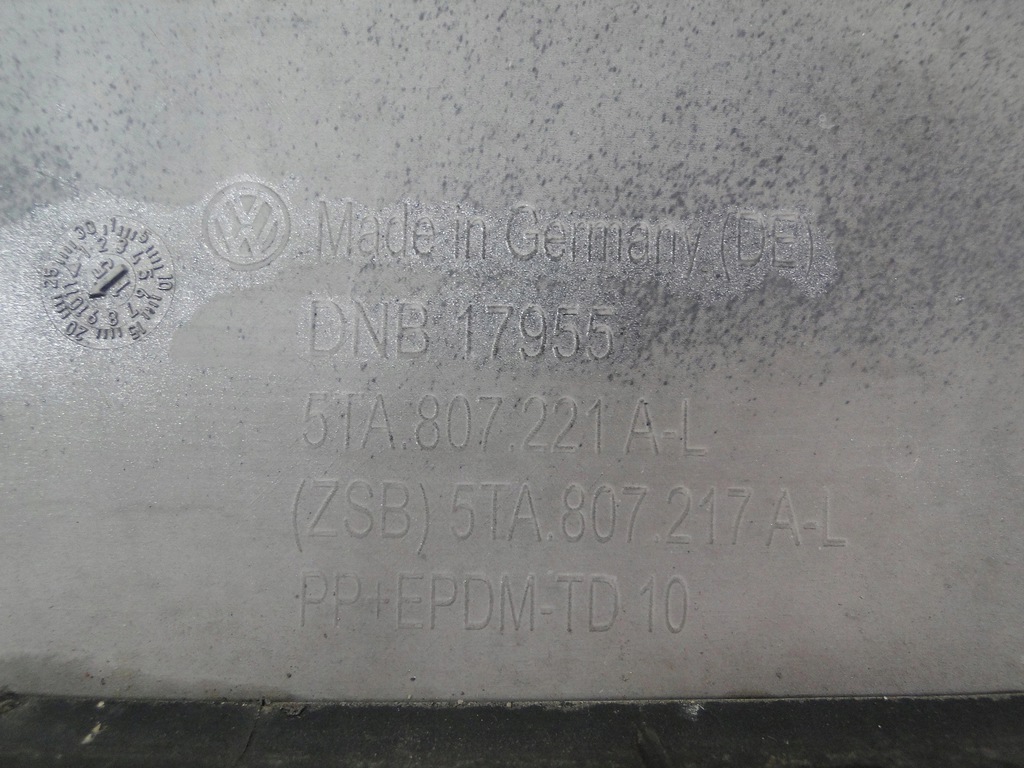 Made in Germany (DE)
DNB 17955
5TA.807.221 A-L
(ZSB) 5TA.807.217 A-L
PP+EPDM-TD 10